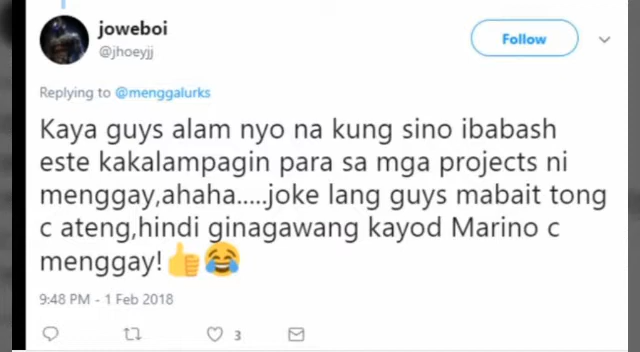 joweboi
@jhoeyjj
Follow
Replying to @menggalurks
Kaya guys alam nyo na kung sino ibabash
este kakalampagin para sa mga projects ni
menggay,ahaha.....joke lang guys mabait tong
c ateng,hindi ginagawang kayod Marino c
menggay!👍😂
9:48 PM - 1 Feb 2018
3